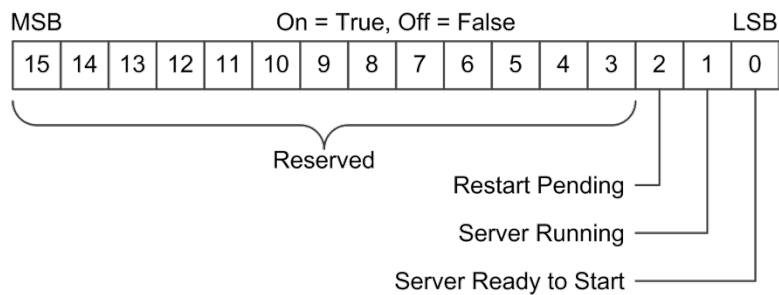 MSB On = True, Off = False LSB
15 14 13 12 11 10 9 8 7 6 5 4 3 2 1 0
Reserved
Restart Pending
Server Running
Server Ready to Start